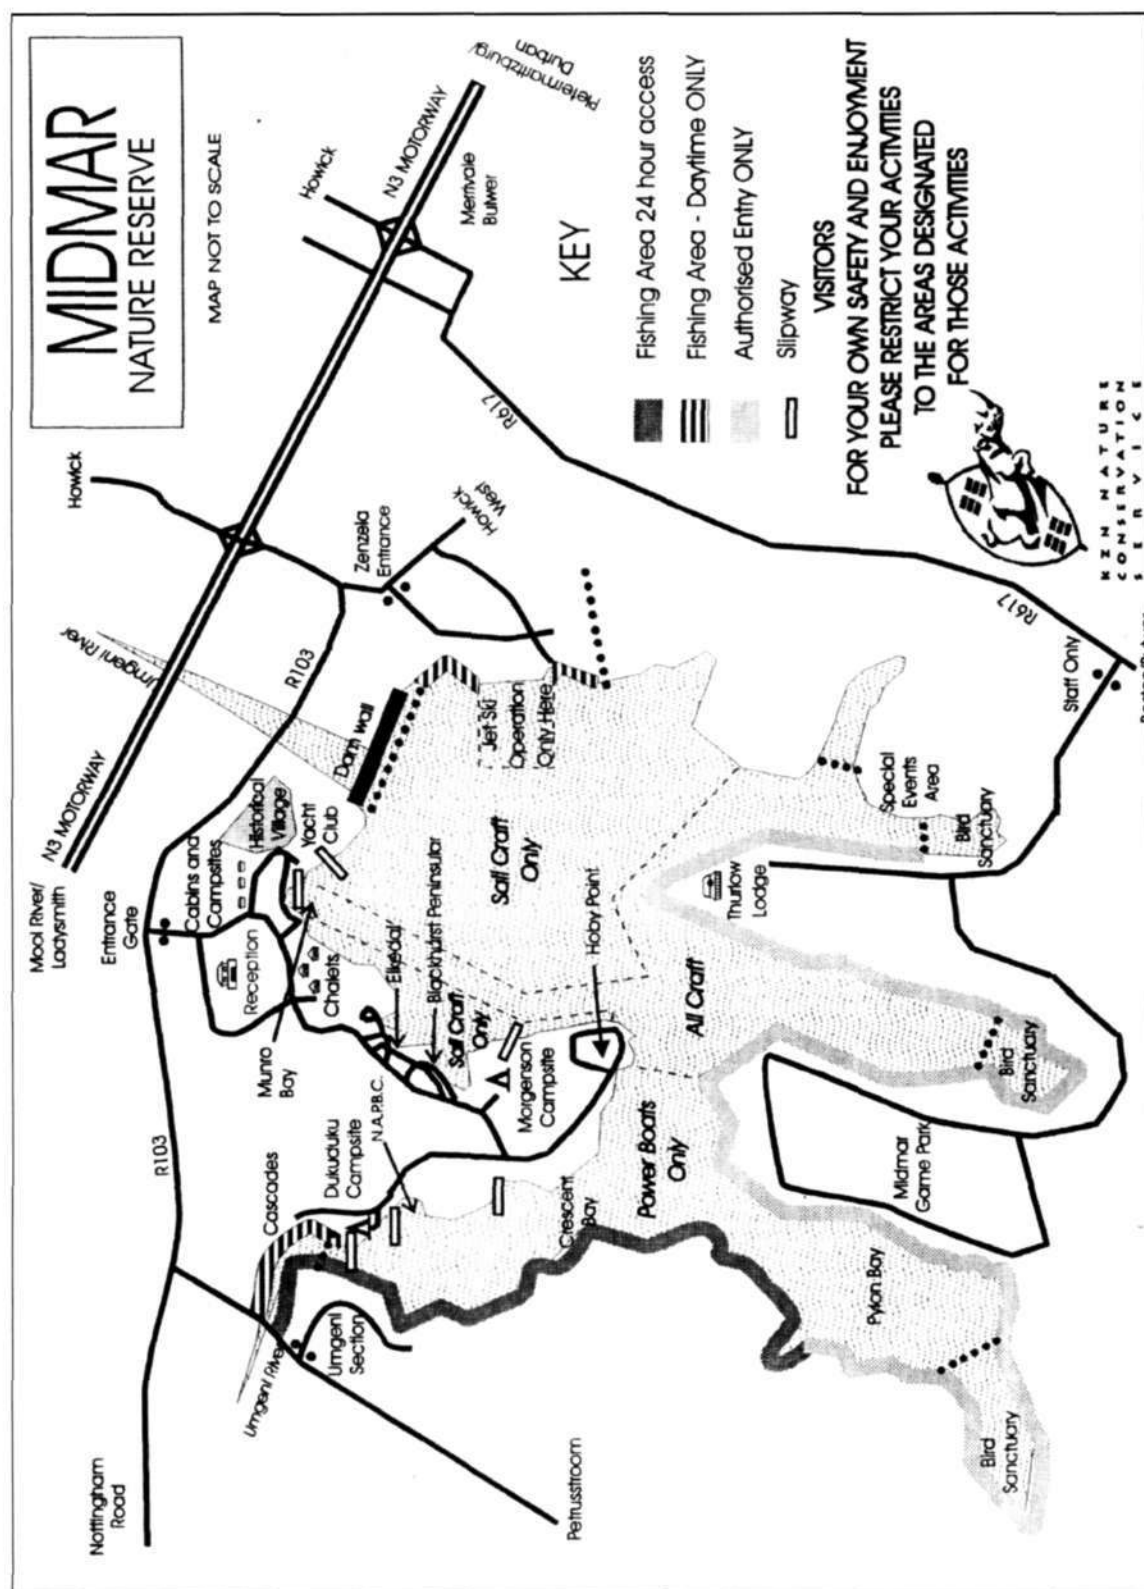 MIDMAR
NATURE RESERVE
MAP NOT TO SCALE
Nottingham
Road
R103
Mooi River/
Ladysmith
N3 MOTORWAY
Entrance
Gate
Cabins and
Campsites
Historical
Village
Reception
Munro
Bay
Chalets
Yacht
Club
Umgeni River
R103
Howick
Howick
N3 MOTORWAY
Pietermaritzburg/
Durban
Merrivale
Bulwer
Zenzela
Entrance
Howick
West
Dam wall
Cascades
Dukuduku
Campsite
N.A.P.B.C.
Umgeni River
Umgeni
Section
Petrusstroom
Blackhurst Peninsular
Sail Craft
Only
Morgenson
Campsite
Hoby Point
Sail Craft
Only
Jet Ski
Operation
Only Here
Crescent
Bay
Power Boats
Only
All Craft
Thurlow
Lodge
Special
Events
Area
Bird
Sanctuary
Bird
Sanctuary
Midmar
Game Park
Pylon Bay
Bird
Sanctuary
R617
R617
Staff Only
KEY
Fishing Area 24 hour access
Fishing Area - Daytime ONLY
Authorised Entry ONLY
Slipway
VISITORS
FOR YOUR OWN SAFETY AND ENJOYMENT
PLEASE RESTRICT YOUR ACTIVITIES
TO THE AREAS DESIGNATED
FOR THOSE ACTIVITIES
KZN NATURE
CONSERVATION
SERVICE